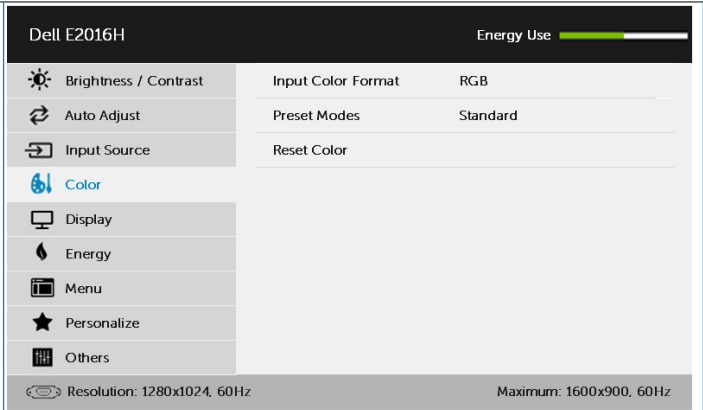 Dell E2016H Energy Use
Brightness / Contrast Input Color Format RGB
Auto Adjust Preset Modes Standard
Input Source Reset Color
Color
Display
Energy
Menu
Personalize
Others
Resolution: 1280x1024, 60Hz Maximum: 1600x900, 60Hz